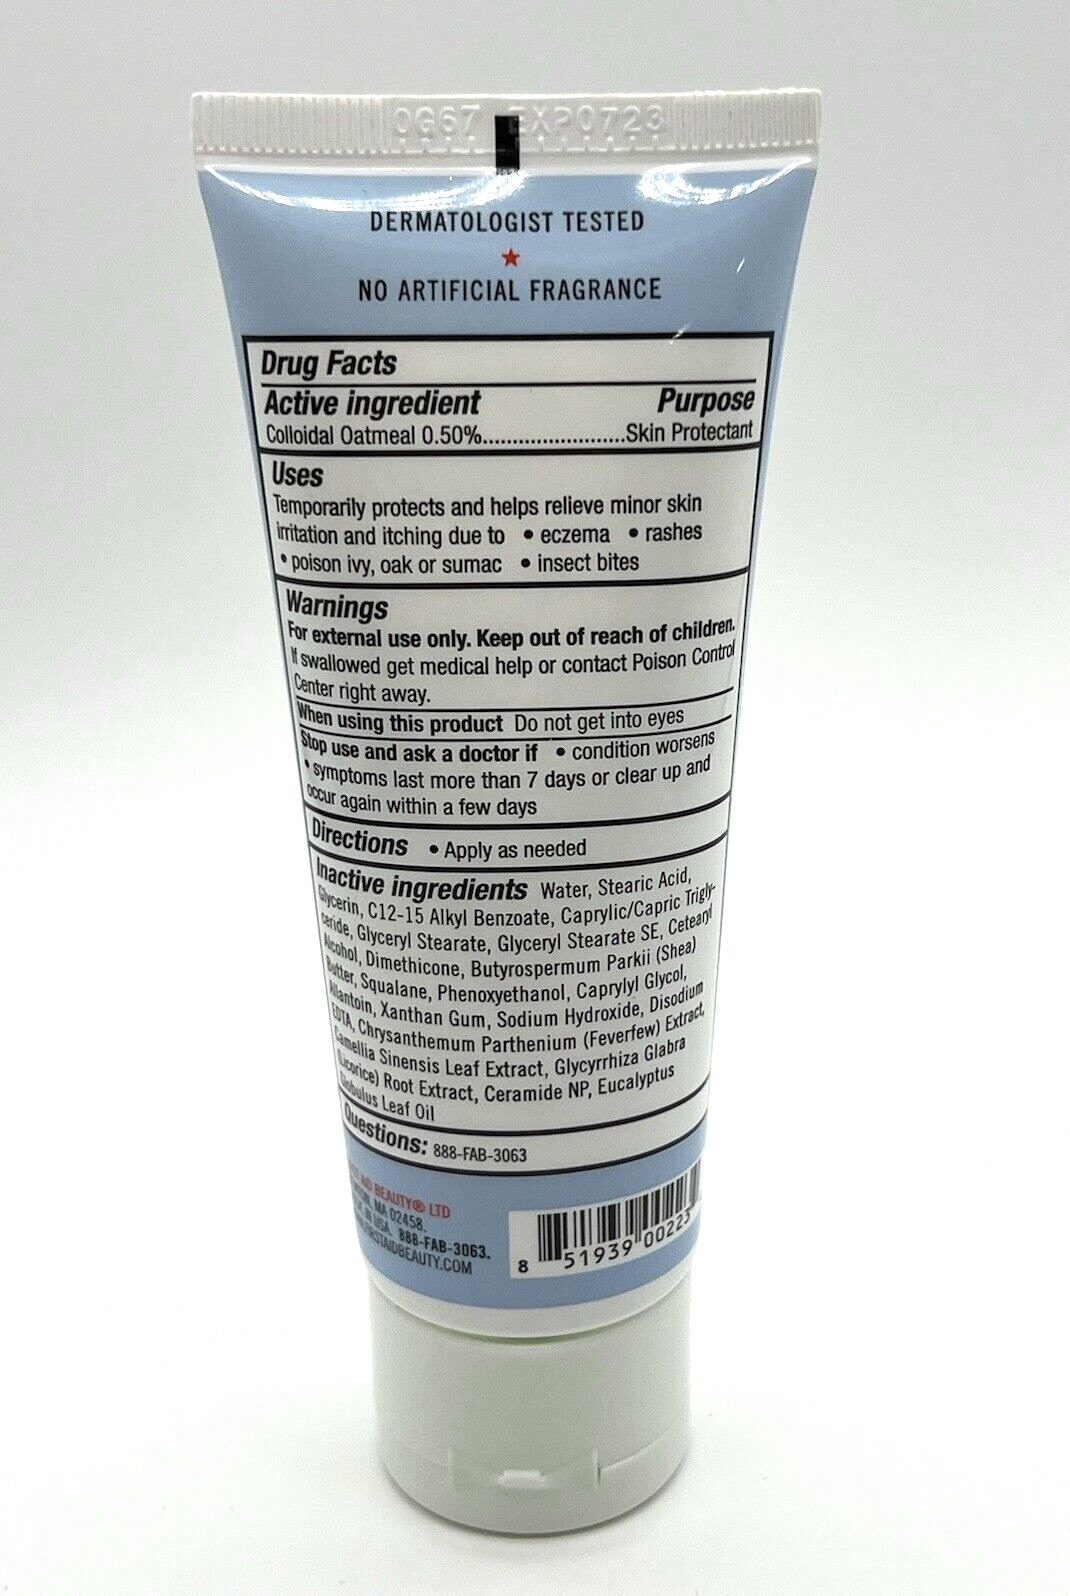 0G67 EXP0723
DERMATOLOGIST TESTED
NO ARTIFICIAL FRAGRANCE
Drug Facts
Active ingredient Purpose
Colloidal Oatmeal 0.50%........................Skin Protectant
Uses
Temporarily protects and helps relieve minor skin
irritation and itching due to • eczema • rashes
• poison ivy, oak or sumac • insect bites
Warnings
For external use only. Keep out of reach of children.
If swallowed get medical help or contact Poison Control
Center right away.
When using this product Do not get into eyes
Stop use and ask a doctor if • condition worsens
• symptoms last more than 7 days or clear up and
occur again within a few days
Directions • Apply as needed
Inactive ingredients Water, Stearic Acid,
Glycerin, C12-15 Alkyl Benzoate, Caprylic/Capric Trigly-
ceride, Glyceryl Stearate, Glyceryl Stearate SE, Cetearyl
Alcohol, Dimethicone, Butyrospermum Parkii (Shea)
Butter, Squalane, Phenoxyethanol, Caprylyl Glycol,
Allantoin, Xanthan Gum, Sodium Hydroxide, Disodium
EDTA, Chrysanthemum Parthenium (Feverfew) Extract,
Camellia Sinensis Leaf Extract, Glycyrrhiza Glabra
(Licorice) Root Extract, Ceramide NP, Eucalyptus
Globulus Leaf Oil
Questions: 888-FAB-3063
AID BEAUTY® LTD
MA 02458.
IN USA. 888-FAB-3063.
FIRSTAIDBEAUTY.COM
8 51939 00223